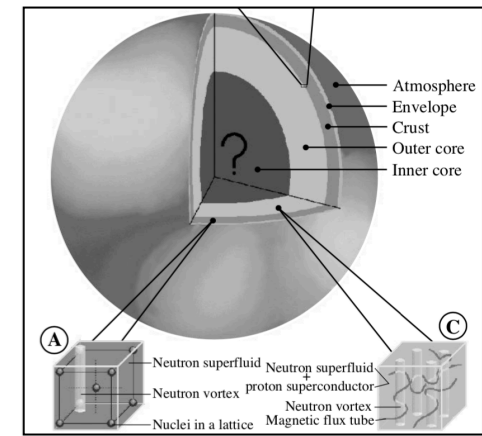 Atmosphere
Envelope
Crust
Outer core
Inner core
?
A
C
Neutron superfluid
Neutron vortex
Nuclei in a lattice
Neutron superfluid
+
proton superconductor
Neutron vortex
Magnetic flux tube